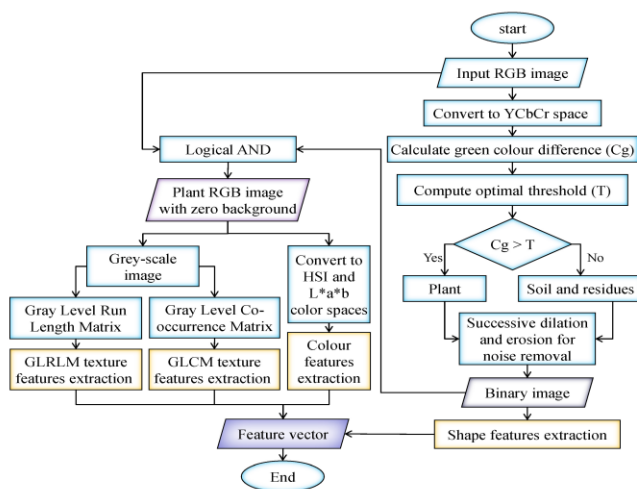 start
Input RGB image
Convert to YCbCr space
Logical AND
Calculate green colour difference (Cg)
Plant RGB image
with zero background
Compute optimal threshold (T)
Cg > T
Yes
No
Grey-scale
image
Convert to
HSI and
L*a*b
color spaces
Plant
Soil and residues
Gray Level Run
Length Matrix
Gray Level Co-
occurrence Matrix
Successive dilation
and erosion for
noise removal
GLRLM texture
features extraction
GLCM texture
features extraction
Colour
features
extraction
Binary image
Feature vector
Shape features extraction
End